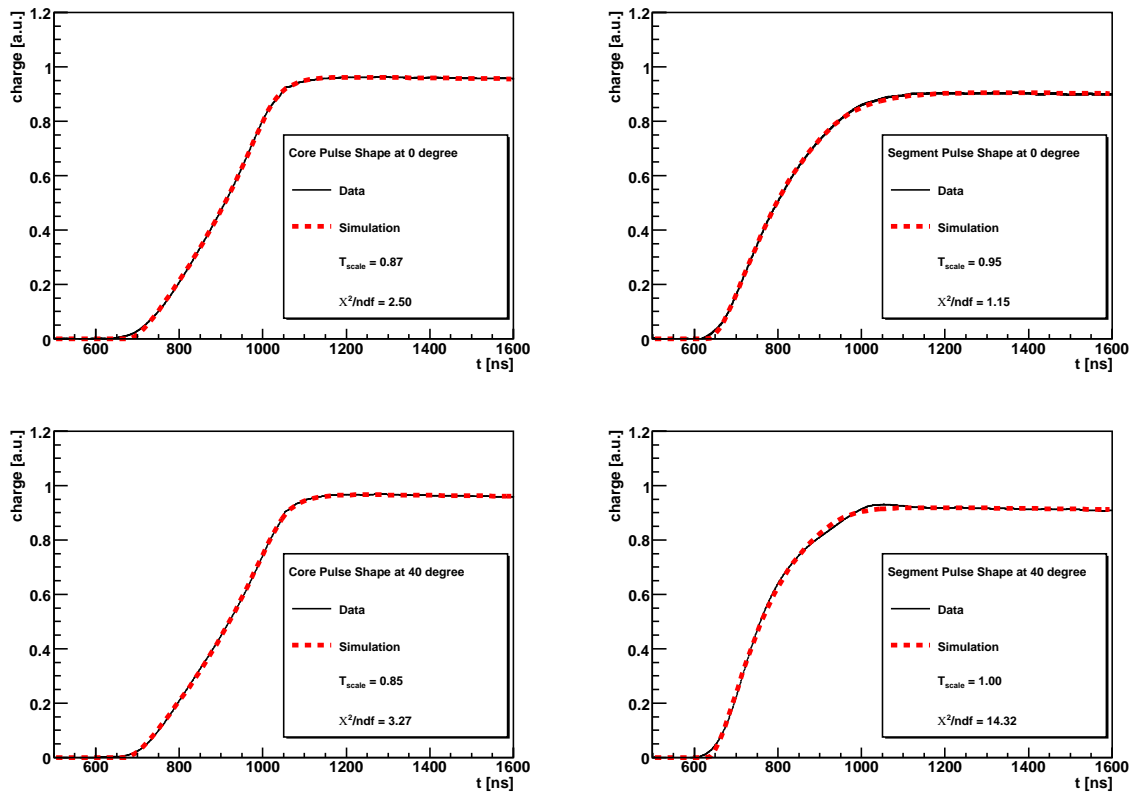 charge [a.u.]
1.2
1
0.8
0.6
0.4
0.2
0
Core Pulse Shape at 0 degree
Data
Simulation
Tscale = 0.87
Χ²/ndf = 2.50
600 800 1000 1200 1400 1600
t [ns]
charge [a.u.]
1.2
1
0.8
0.6
0.4
0.2
0
Segment Pulse Shape at 0 degree
Data
Simulation
Tscale = 0.95
Χ²/ndf = 1.15
600 800 1000 1200 1400 1600
t [ns]
charge [a.u.]
1.2
1
0.8
0.6
0.4
0.2
0
Core Pulse Shape at 40 degree
Data
Simulation
Tscale = 0.85
Χ²/ndf = 3.27
600 800 1000 1200 1400 1600
t [ns]
charge [a.u.]
1.2
1
0.8
0.6
0.4
0.2
0
Segment Pulse Shape at 40 degree
Data
Simulation
Tscale = 1.00
Χ²/ndf = 14.32
600 800 1000 1200 1400 1600
t [ns]